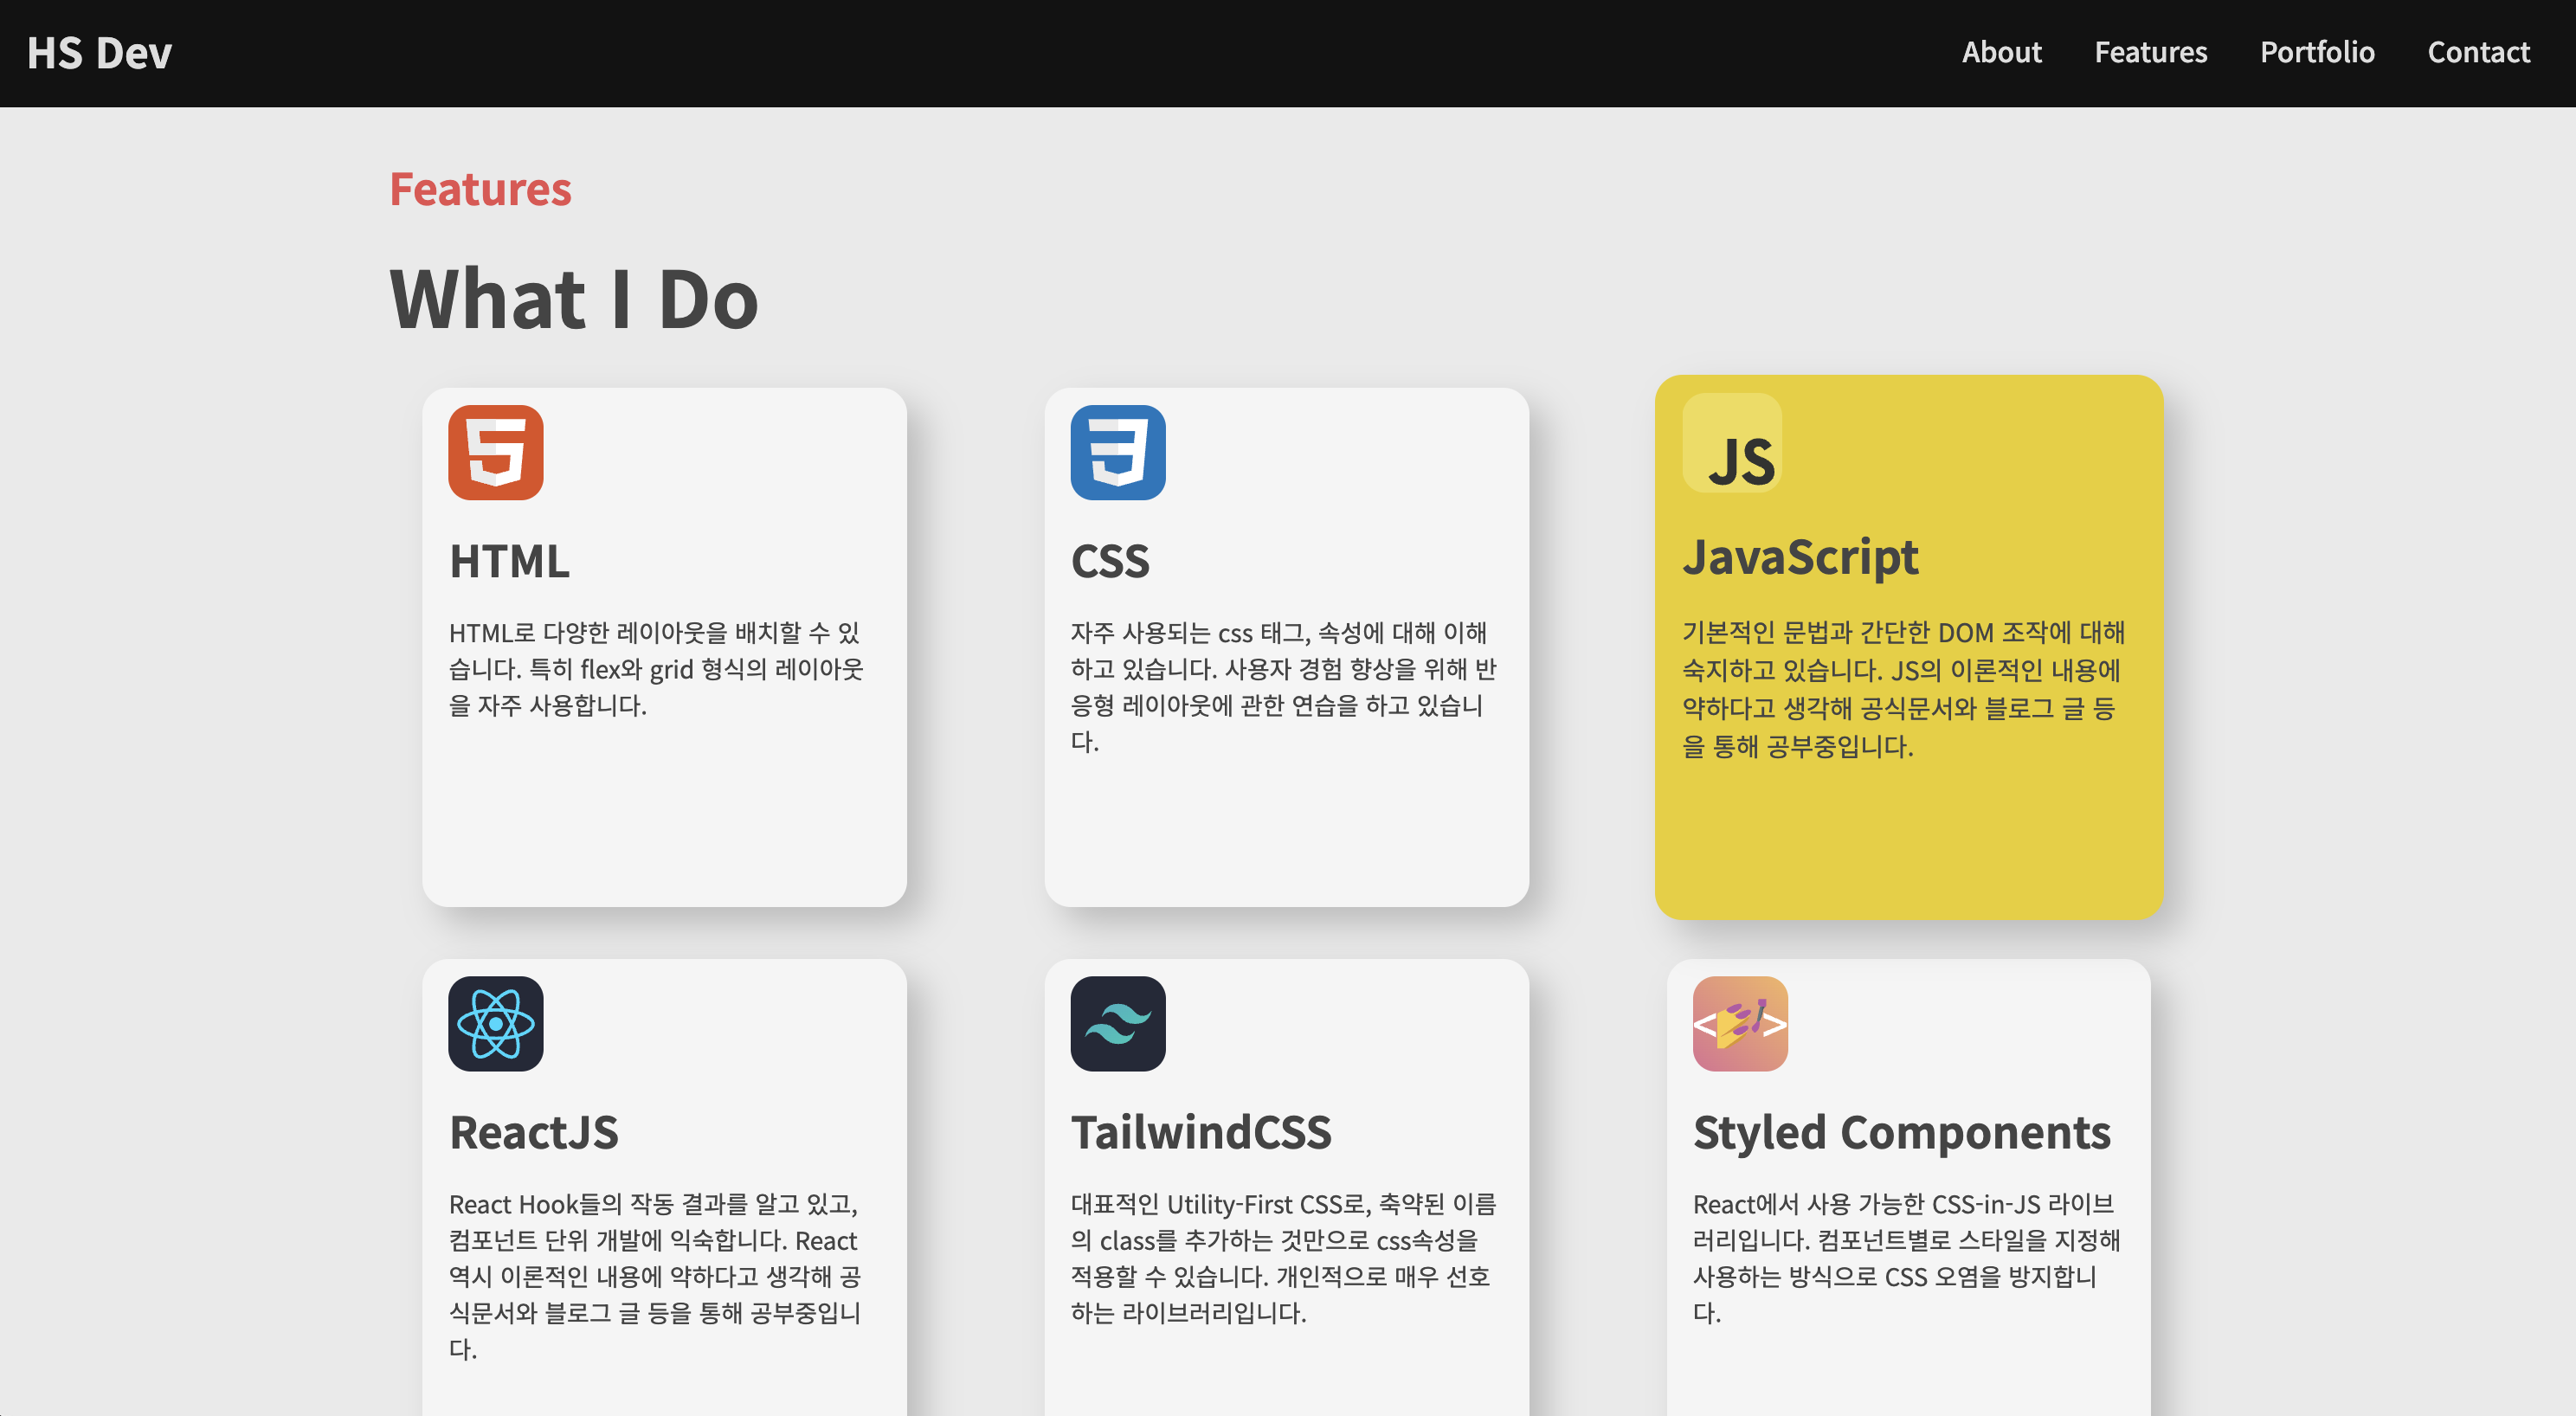 HS Dev
About Features Portfolio Contact
Features
What I Do
HTML
HTML로 다양한 레이아웃을 배치할 수 있
습니다. 특히 flex와 grid 형식의 레이아웃
을 자주 사용합니다.
CSS
자주 사용되는 css 태그, 속성에 대해 이해
하고 있습니다. 사용자 경험 향상을 위해 반
응형 레이아웃에 관한 연습을 하고 있습니
다.
JS
JavaScript
기본적인 문법과 간단한 DOM 조작에 대해
숙지하고 있습니다. JS의 이론적인 내용에
약하다고 생각해 공식문서와 블로그 글 등
을 통해 공부중입니다.
ReactJS
React Hook들의 작동 결과를 알고 있고,
컴포넌트 단위 개발에 익숙합니다. React
역시 이론적인 내용에 약하다고 생각해 공
식문서와 블로그 글 등을 통해 공부중입니
다.
TailwindCSS
대표적인 Utility-First CSS로, 축약된 이름
의 class를 추가하는 것만으로 css속성을
적용할 수 있습니다. 개인적으로 매우 선호
하는 라이브러리입니다.
Styled Components
React에서 사용 가능한 CSS-in-JS 라이브
러리입니다. 컴포넌트별로 스타일을 지정해
사용하는 방식으로 CSS 오염을 방지합니
다.